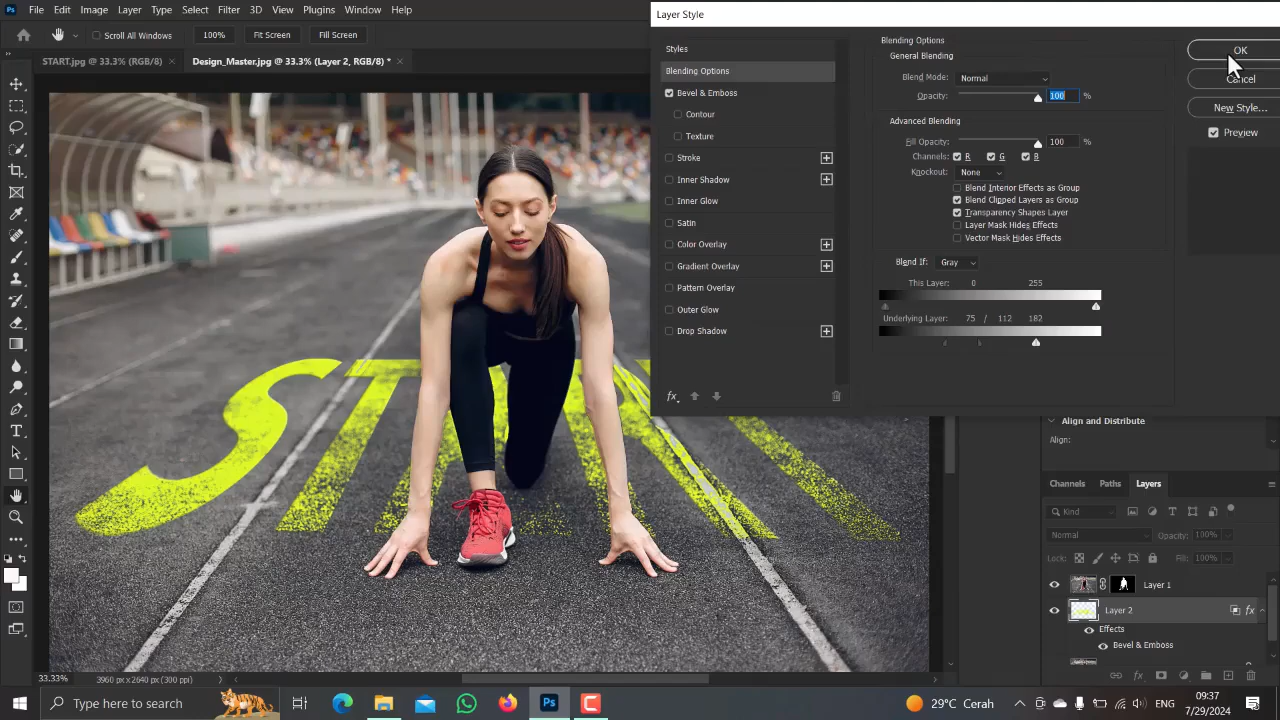 Ps File Edit Image Layer Type Select Filter 3D View Plugins Window Help
Scroll All Windows 100% Fit Screen Fill Screen
START.jpg @ 33.3% (RGB/8) × Design_Master.jpg @ 33.3% (Layer 2, RGB/8) * ×
Layer Style
Styles
Blending Options
Bevel & Emboss
Contour
Texture
Stroke
Inner Shadow
Inner Glow
Satin
Color Overlay
Gradient Overlay
Pattern Overlay
Outer Glow
Drop Shadow
fx
Blending Options
General Blending
Blend Mode: Normal
Opacity: 100 %
Advanced Blending
Fill Opacity: 100 %
Channels: R G B
Knockout: None
Blend Interior Effects as Group
Blend Clipped Layers as Group
Transparency Shapes Layer
Layer Mask Hides Effects
Vector Mask Hides Effects
Blend If: Gray
This Layer: 0 255
Underlying Layer: 75 / 112 182
OK
Cancel
New Style...
Preview
Align and Distribute
Align:
Channels Paths Layers
Kind
Normal Opacity: 100%
Lock: Fill: 100%
Layer 1
Layer 2 fx
Effects
Bevel & Emboss
fx
33.33% 3960 px x 2640 px (300 ppi)
Type here to search
Ps
29°C Cerah
ENG
09:37
7/29/2024